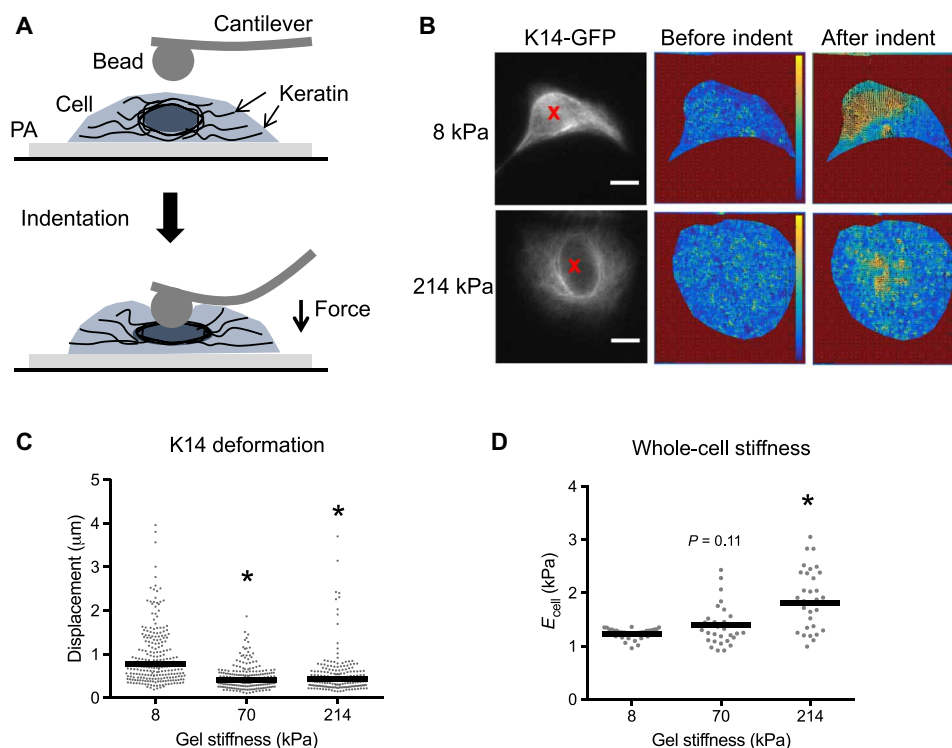 A
Cantilever
Bead
Cell
Keratin
PA
Indentation
Force
B
K14-GFP
Before indent
After indent
8 kPa
x
214 kPa
x
C
K14 deformation
5
4
3
2
1
0
Displacement (μm)
*
*
8
70
214
Gel stiffness (kPa)
D
Whole-cell stiffness
4
3
2
1
0
E_cell (kPa)
P = 0.11
*
8
70
214
Gel stiffness (kPa)